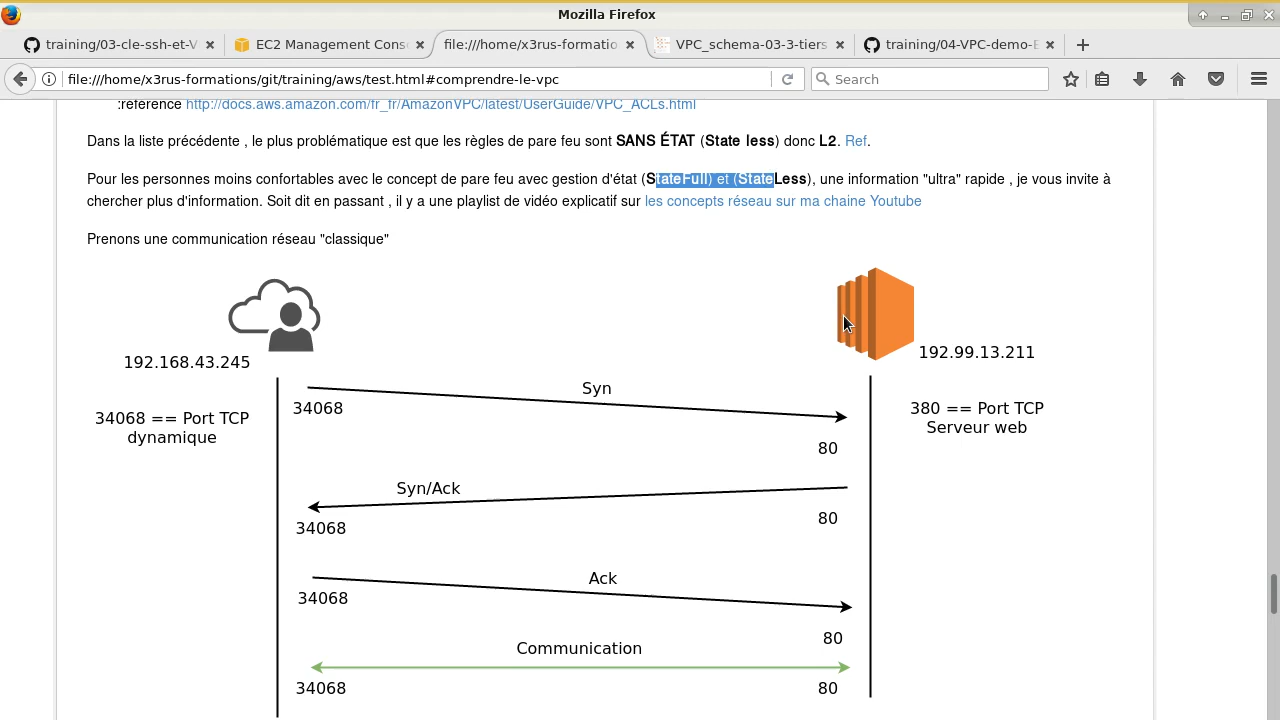 Mozilla Firefox
training/03-cle-ssh-et-V
EC2 Management Cons
file:///home/x3rus-formatio
VPC_schema-03-3-tiers
training/04-VPC-demo-E
file:///home/x3rus-formations/git/training/aws/test.html#comprendre-le-vpc
Search
:référence http://docs.aws.amazon.com/fr_fr/AmazonVPC/latest/UserGuide/VPC_ACLs.html
Dans la liste précédente , le plus problématique est que les règles de pare feu sont SANS ÉTAT (State less) donc L2. Ref.
Pour les personnes moins confortables avec le concept de pare feu avec gestion d'état (StateFull) et (StateLess), une information "ultra" rapide , je vous invite à
chercher plus d'information. Soit dit en passant , il y a une playlist de vidéo explicatif sur les concepts réseau sur ma chaine Youtube
Prenons une communication réseau "classique"
192.168.43.245
192.99.13.211
Syn
34068
34068 == Port TCP
dynamique
380 == Port TCP
Serveur web
80
Syn/Ack
34068
80
Ack
34068
80
Communication
34068
80